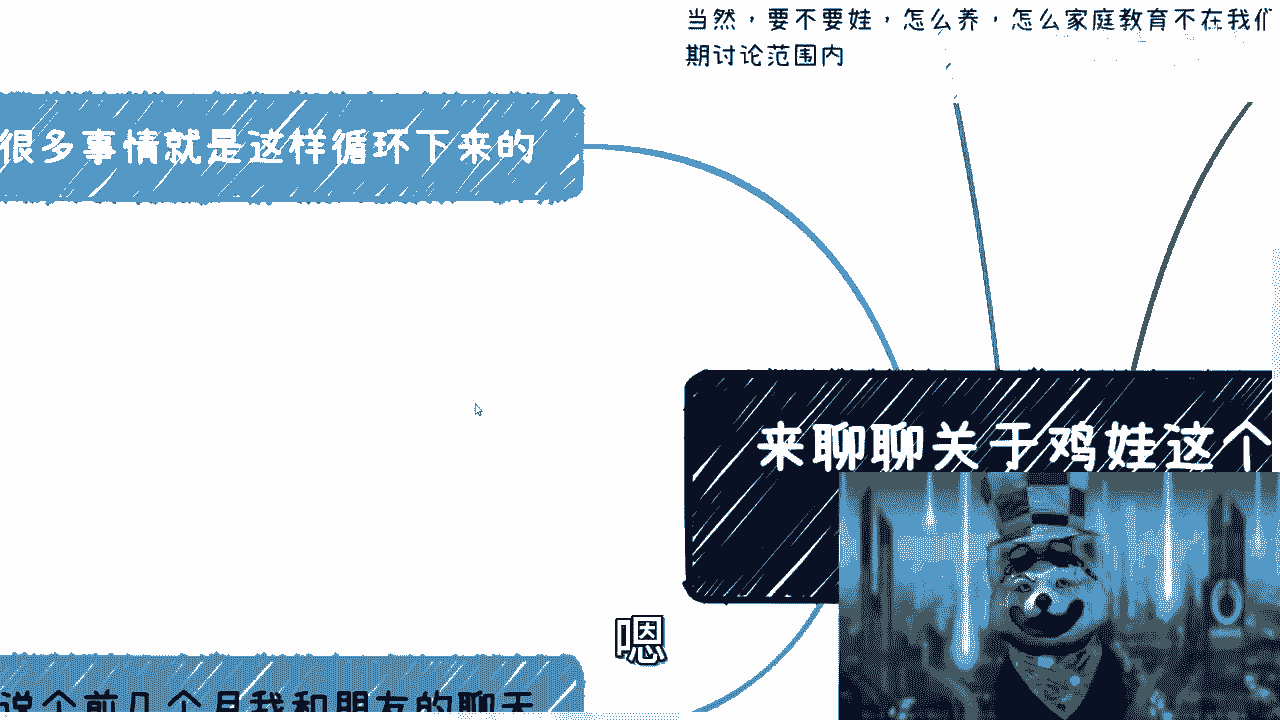 当然，要不要娃，怎么养，怎么家庭教育不在我们
期讨论范围内
很多事情就是这样循环下来的
来聊聊关于鸡娃这个
嗯
说个前几个月我和朋友的聊天